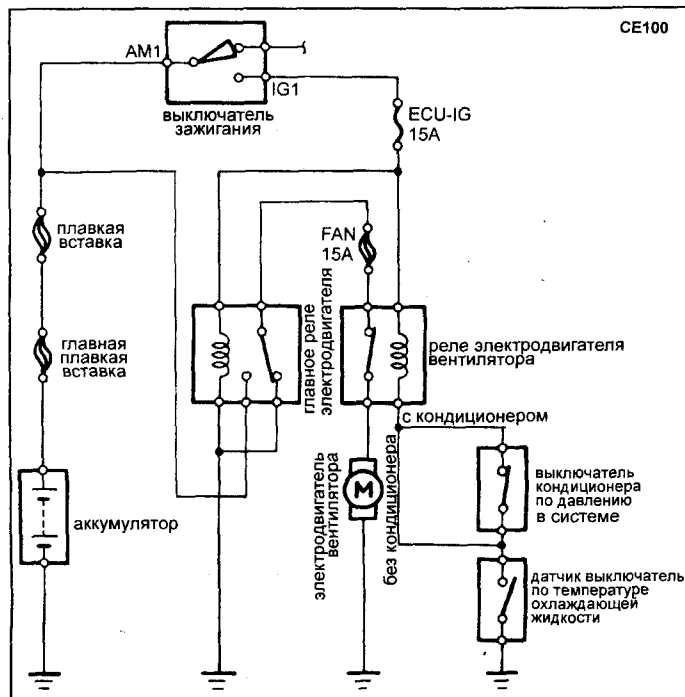 CE100
AM1
IG1
выключатель
зажигания
ECU-IG
15A
плавкая
вставка
FAN
15A
главная
плавкая
вставка
главное реле
электродвигателя
реле электродвигателя
вентилятора
с кондиционером
без кондиционера
электродвигатель
вентилятора
M
аккумулятор
выключатель
кондиционера
по давлению
в системе
датчик выключатель
по температуре
охлаждающей
жидкости